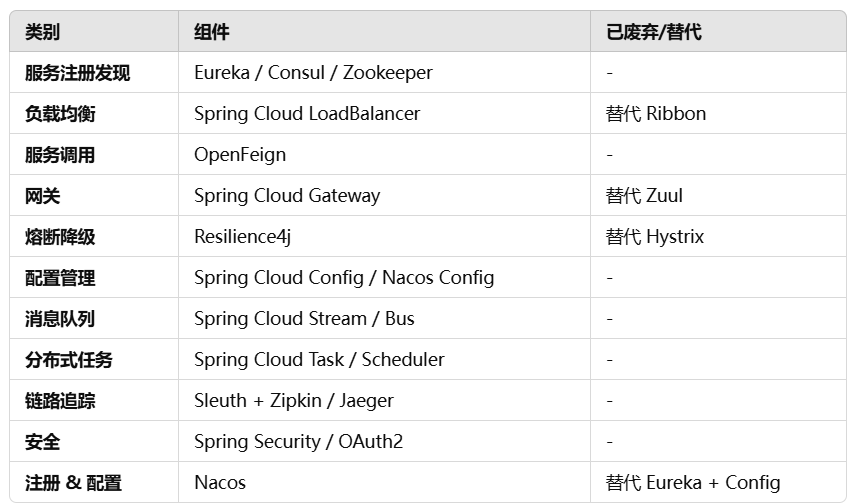 类别 组件 已废弃/替代
服务注册发现 Eureka / Consul / Zookeeper -
负载均衡 Spring Cloud LoadBalancer 替代 Ribbon
服务调用 OpenFeign -
网关 Spring Cloud Gateway 替代 Zuul
熔断降级 Resilience4j 替代 Hystrix
配置管理 Spring Cloud Config / Nacos Config -
消息队列 Spring Cloud Stream / Bus -
分布式任务 Spring Cloud Task / Scheduler -
链路追踪 Sleuth + Zipkin / Jaeger -
安全 Spring Security / OAuth2 -
注册 & 配置 Nacos 替代 Eureka + Config